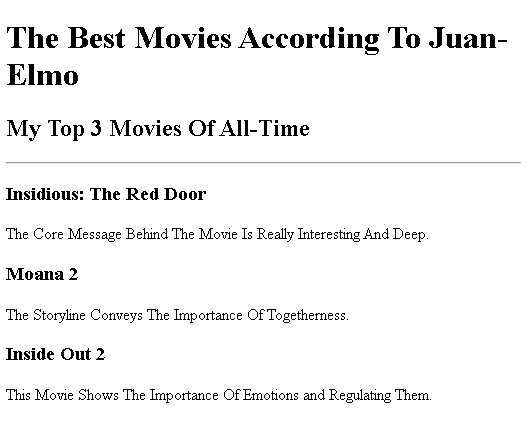 The Best Movies According To Juan-
Elmo
My Top 3 Movies Of All-Time
Insidious: The Red Door
The Core Message Behind The Movie Is Really Interesting And Deep.
Moana 2
The Storyline Conveys The Importance Of Togetherness.
Inside Out 2
This Movie Shows The Importance Of Emotions and Regulating Them.